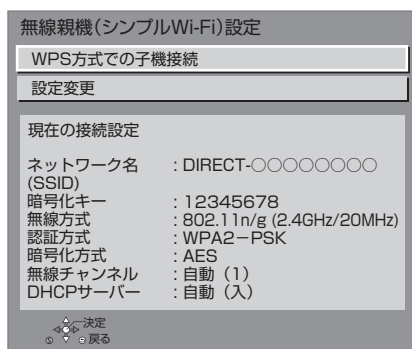 無線親機(シンプルWi-Fi)設定
WPS方式での子機接続
設定変更
現在の接続設定
ネットワーク名 : DIRECT-○○○○○○○○
(SSID)
暗号化キー : 12345678
無線方式 : 802.11n/g (2.4GHz/20MHz)
認証方式 : WPA2−PSK
暗号化方式 : AES
無線チャンネル : 自動（1）
DHCPサーバー : 自動（入）
決定
戻る